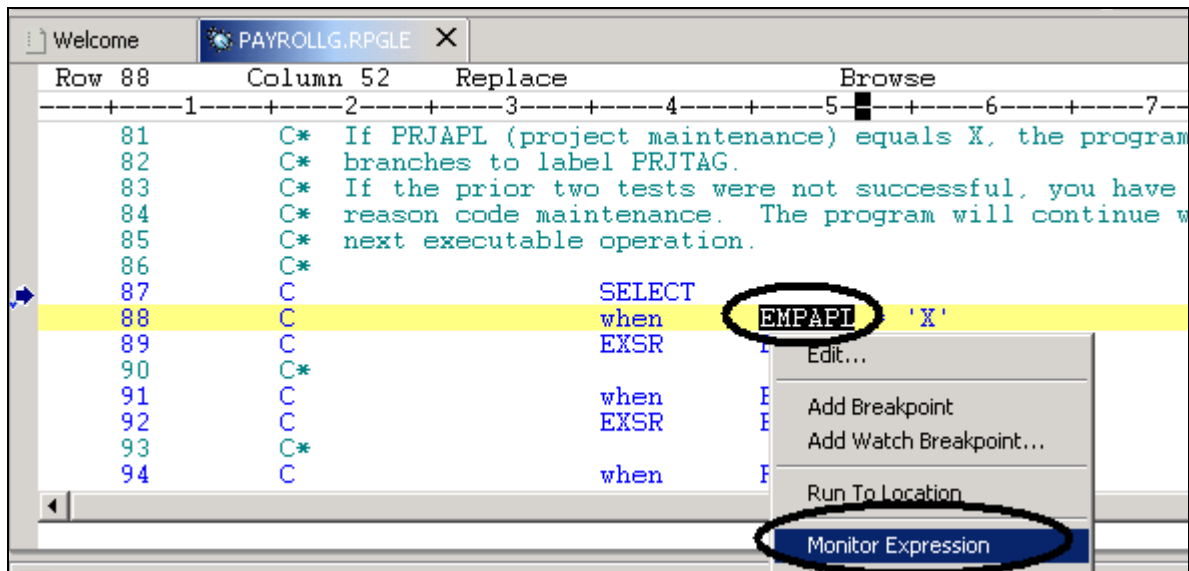 Welcome PAYROLLG.RPGLE
Row 88 Column 52 Replace Browse
----+----1----+----2----+----3----+----4----+----5----+----6----+----7--
81 C* If PRJAPL (project maintenance) equals X, the program
82 C* branches to label PRJTAG.
83 C* If the prior two tests were not successful, you have
84 C* reason code maintenance. The program will continue w
85 C* next executable operation.
86 C*
87 C SELECT
88 C when EMPAPL 'X'
89 C EXSR
90 C*
91 C when
92 C EXSR
93 C*
94 C when
Edit...
Add Breakpoint
Add Watch Breakpoint...
Run To Location
Monitor Expression